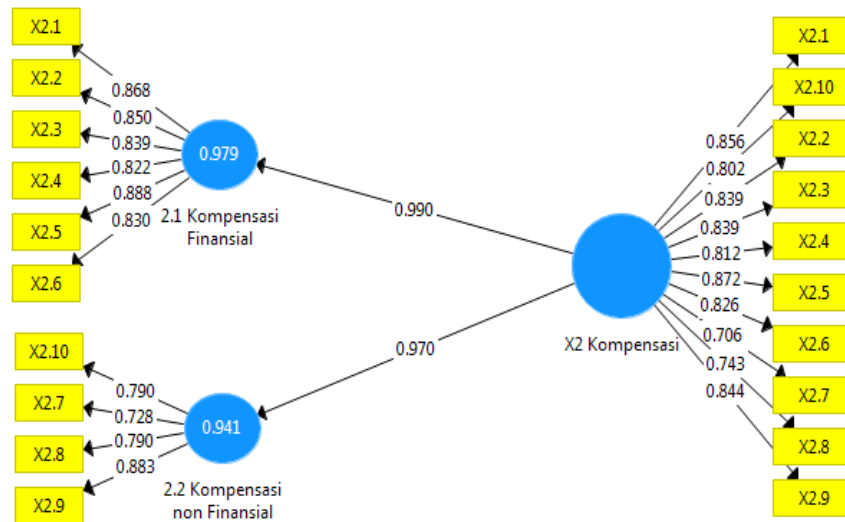 X2.1
X2.2
X2.3
X2.4
X2.5
X2.6
0.868
0.850
0.839
0.822
0.888
0.830
0.979
2.1 Kompensasi
Finansial
0.990
0.970
X2.10
X2.7
X2.8
X2.9
0.790
0.728
0.790
0.883
0.941
2.2 Kompensasi
non Finansial
X2 Kompensasi
0.856
0.802
0.839
0.839
0.812
0.872
0.826
0.706
0.743
0.844
X2.1
X2.10
X2.2
X2.3
X2.4
X2.5
X2.6
X2.7
X2.8
X2.9